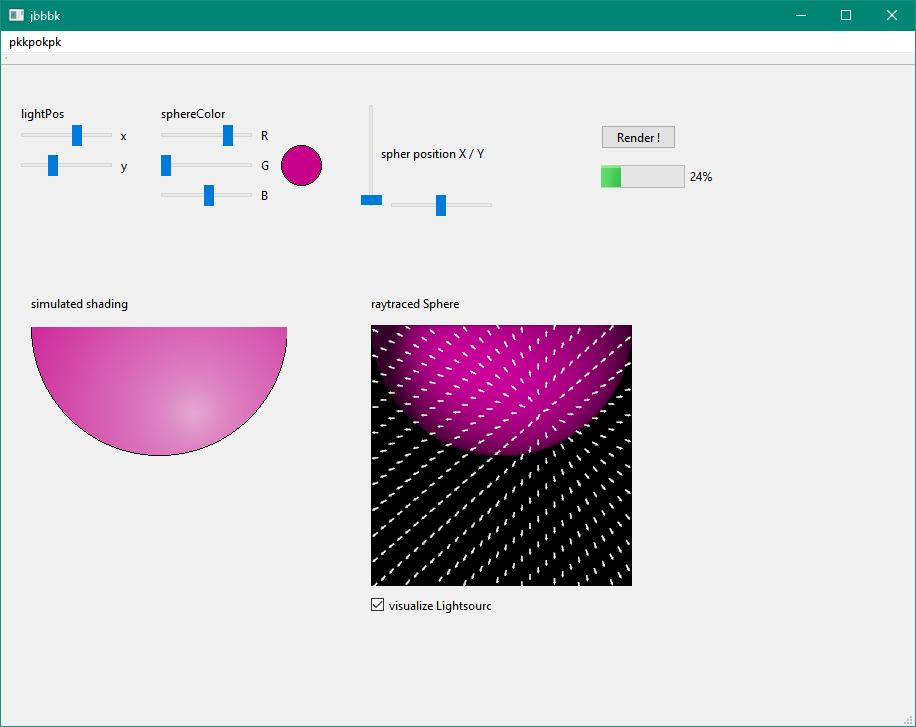 jbbbk
pkkpokpk
lightPos
x
y
sphereColor
R
G
B
spher position X / Y
Render !
24%
simulated shading
raytraced Sphere
visualize Lightsourc